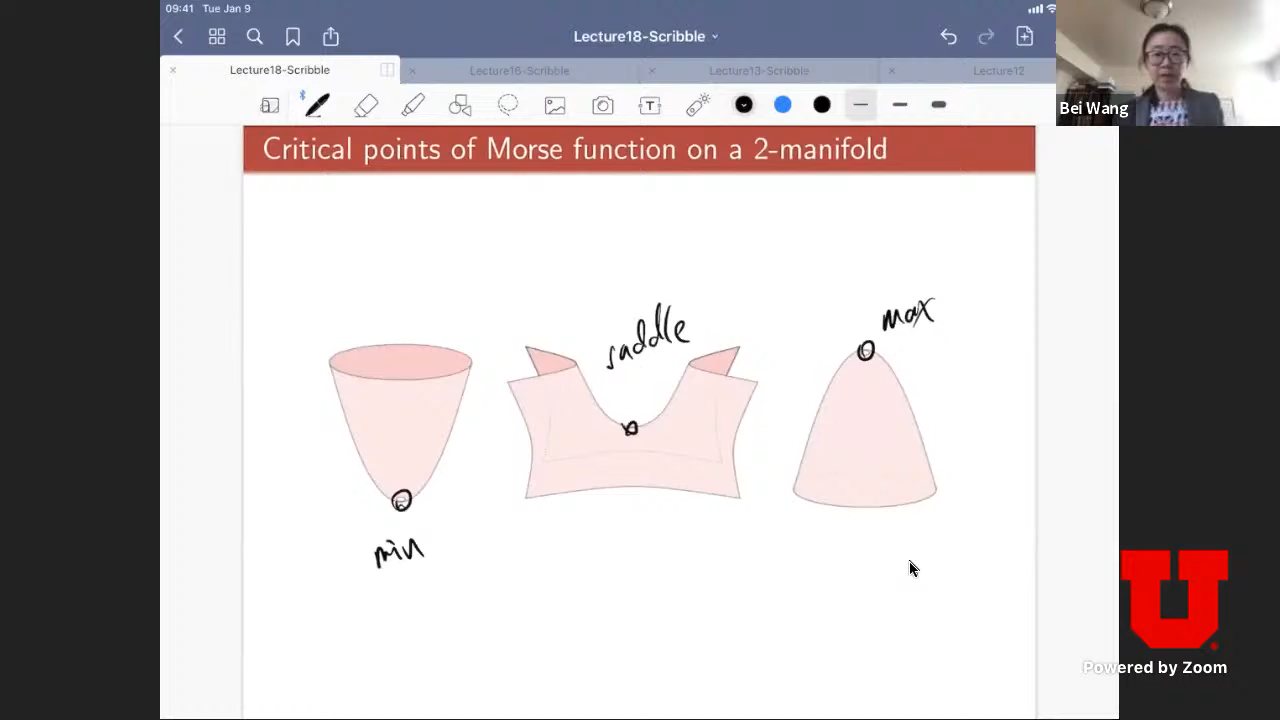 09:41 Tue Jan 9
Lecture18-Scribble
Lecture18-Scribble
Lecture16-Scribble
Lecture13-Scribble
Lecture12
T
Bei Wang
Critical points of Morse function on a 2-manifold
saddle
max
min
U
Powered by Zoom